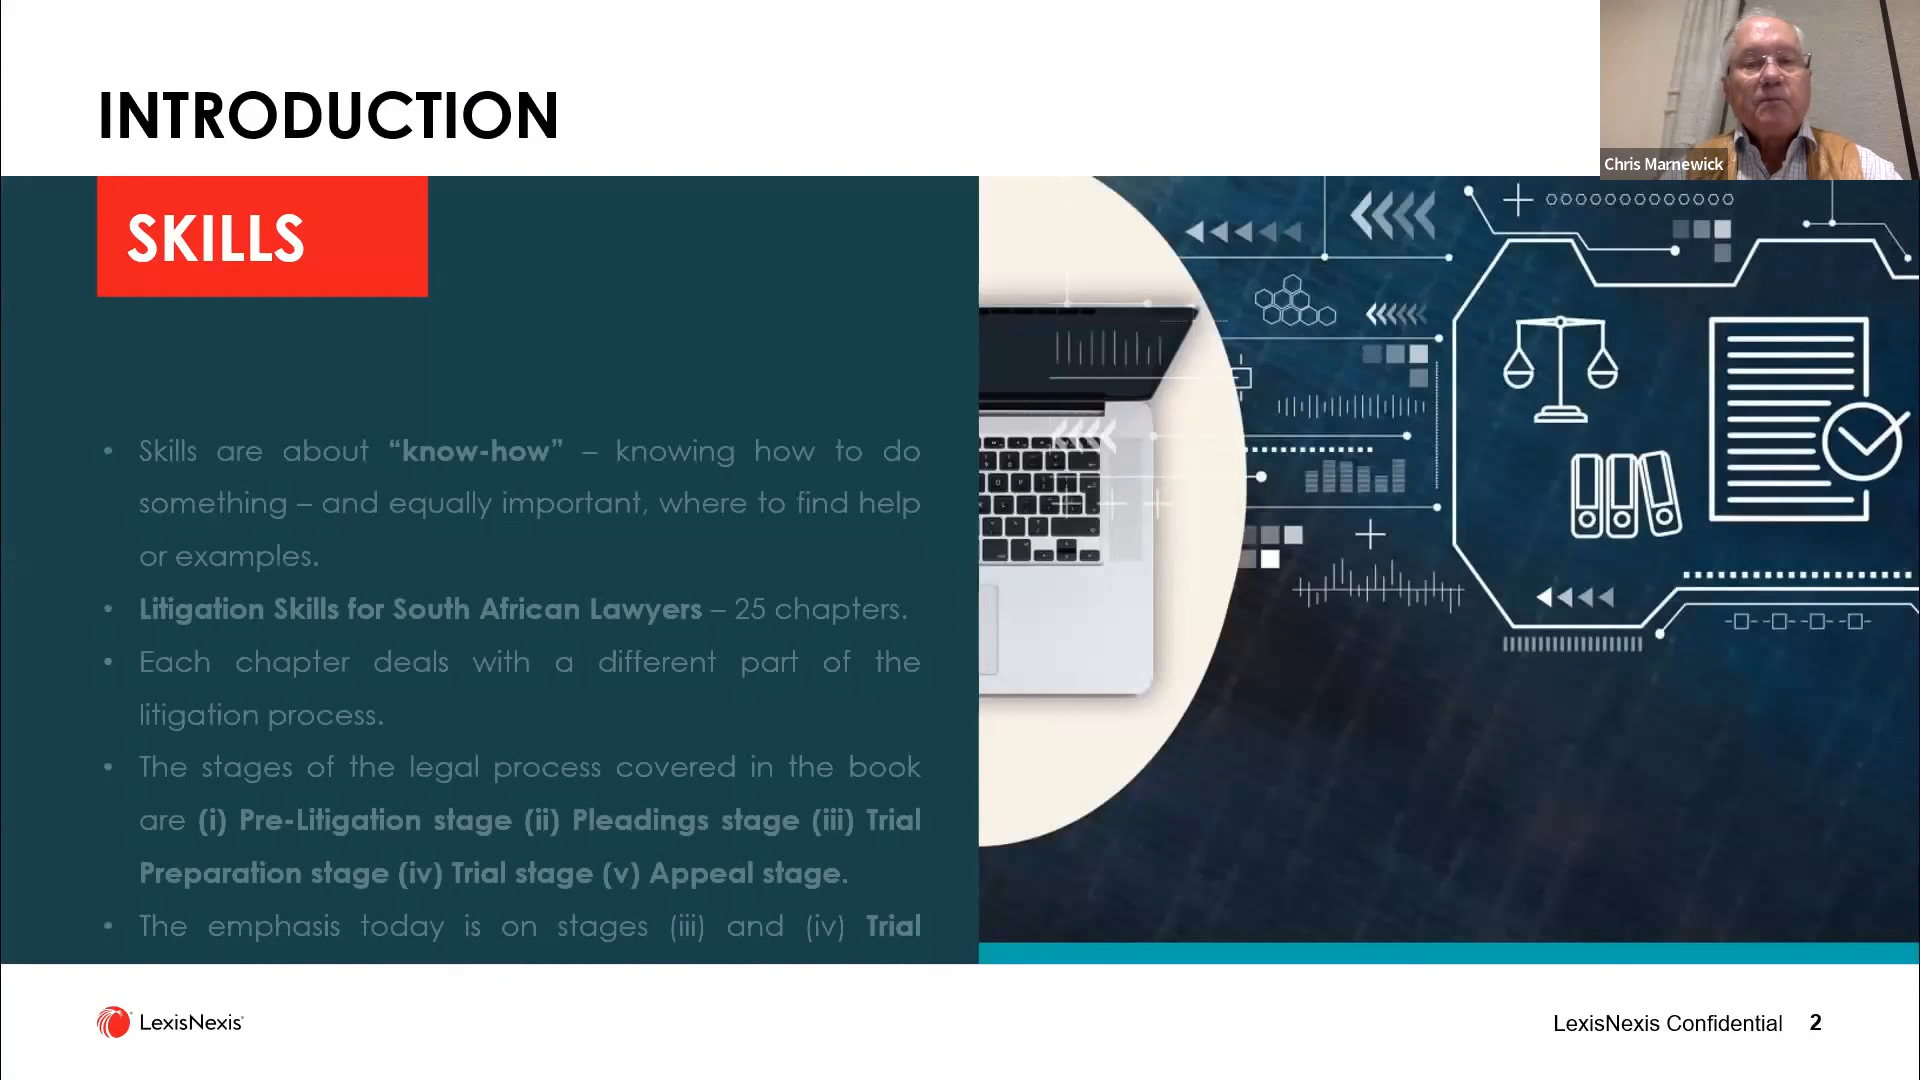 INTRODUCTION
Chris Marnewick
SKILLS
• Skills are about “know-how” – knowing how to do
something – and equally important, where to find help
or examples.
• Litigation Skills for South African Lawyers – 25 chapters.
• Each chapter deals with a different part of the
litigation process.
• The stages of the legal process covered in the book
are (i) Pre-Litigation stage (ii) Pleadings stage (iii) Trial
Preparation stage (iv) Trial stage (v) Appeal stage.
• The emphasis today is on stages (iii) and (iv) Trial
LexisNexis
LexisNexis Confidential 2